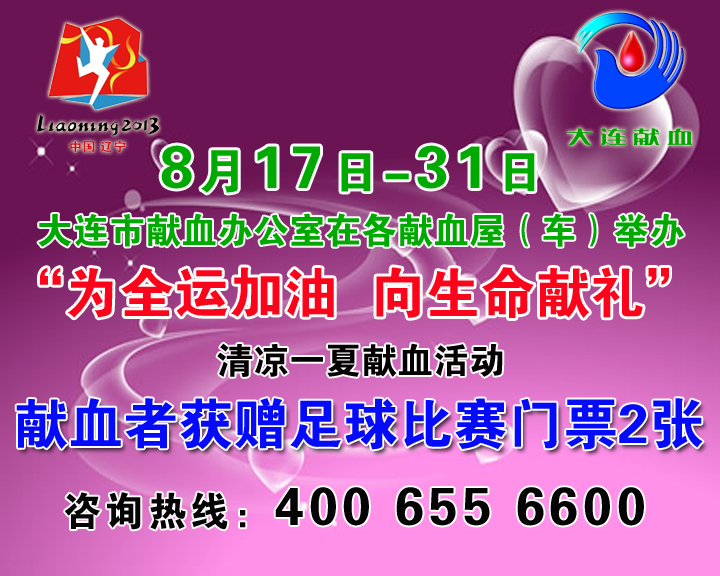 Liaoning2013
中国 辽宁
大连献血
8月17日-31日
大连市献血办公室在各献血屋（车）举办
“为全运加油 向生命献礼”
清凉一夏献血活动
献血者获赠足球比赛门票2张
咨询热线：400 655 6600